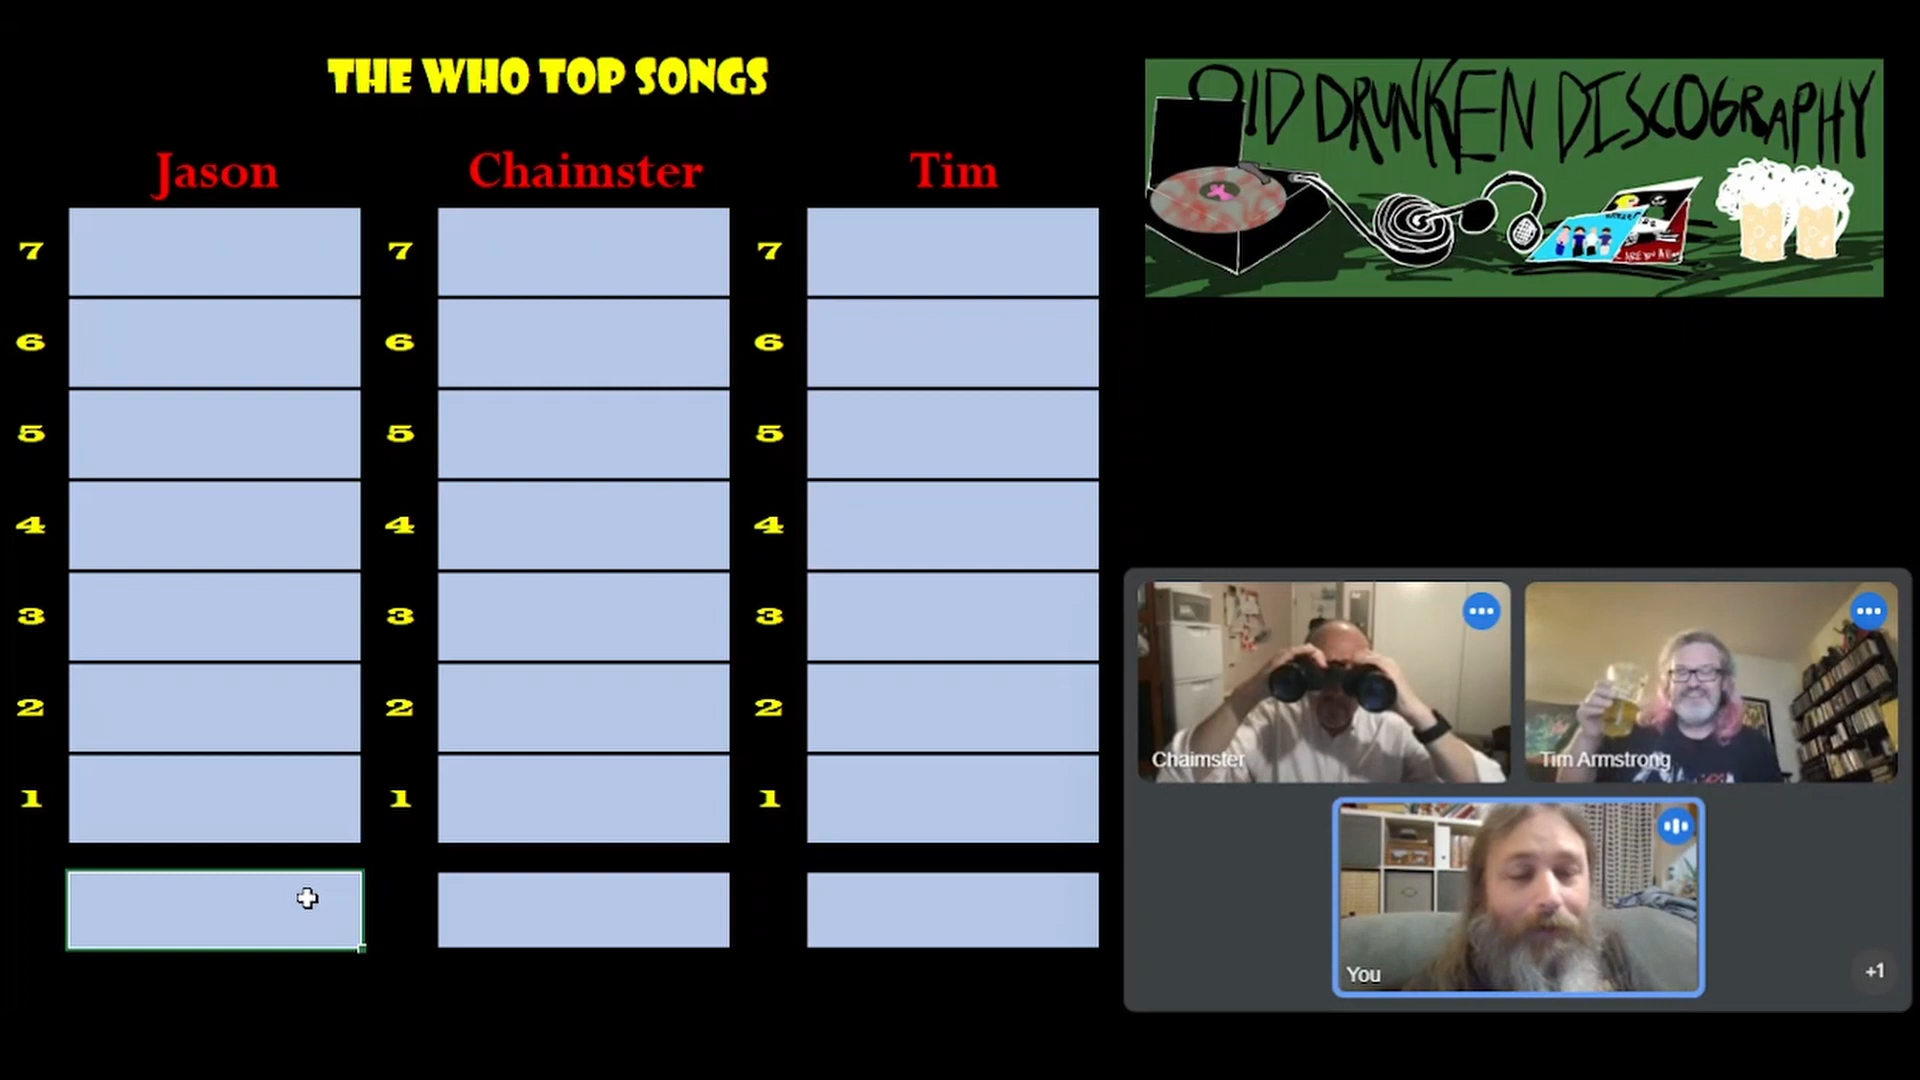 THE WHO TOP SONGS
OlD DRUNKEN DISCOGRAPHY
Jason Chaimster Tim
7 7 7
6 6 6
5 5 5
4 4 4
3 3 3
2 2 2
1 1 1
Chaimster
Tim Armstrong
You
+1